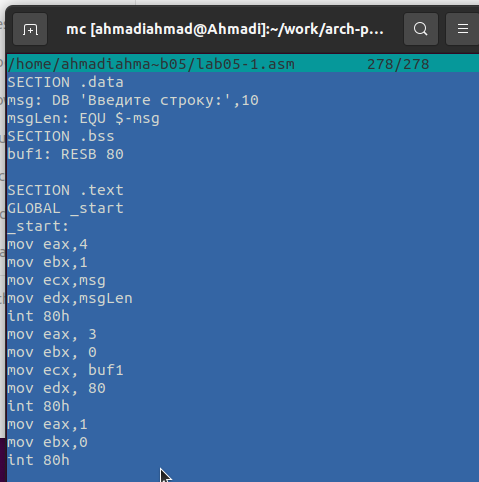 mc [ahmadiahmad@Ahmadi]:~/work/arch-p...
/home/ahmadiahma~b05/lab05-1.asm 278/278
SECTION .data
msg: DB 'Введите строку:',10
msgLen: EQU $-msg
SECTION .bss
buf1: RESB 80
SECTION .text
GLOBAL _start
_start:
mov eax,4
mov ebx,1
mov ecx,msg
mov edx,msgLen
int 80h
mov eax, 3
mov ebx, 0
mov ecx, buf1
mov edx, 80
int 80h
mov eax,1
mov ebx,0
int 80h